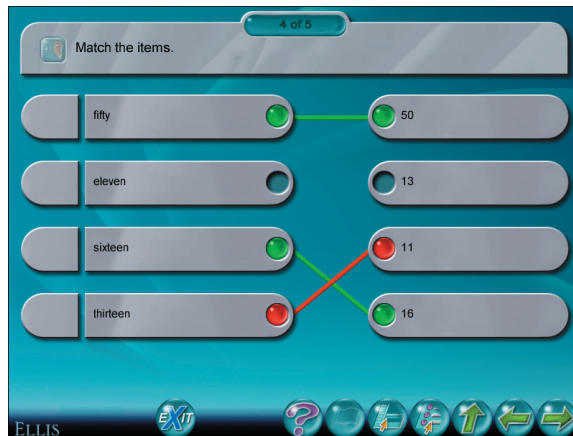 4 of 5
Match the items.
fifty
50
eleven
13
sixteen
11
thirteen
16
EXIT
?
ELLIS